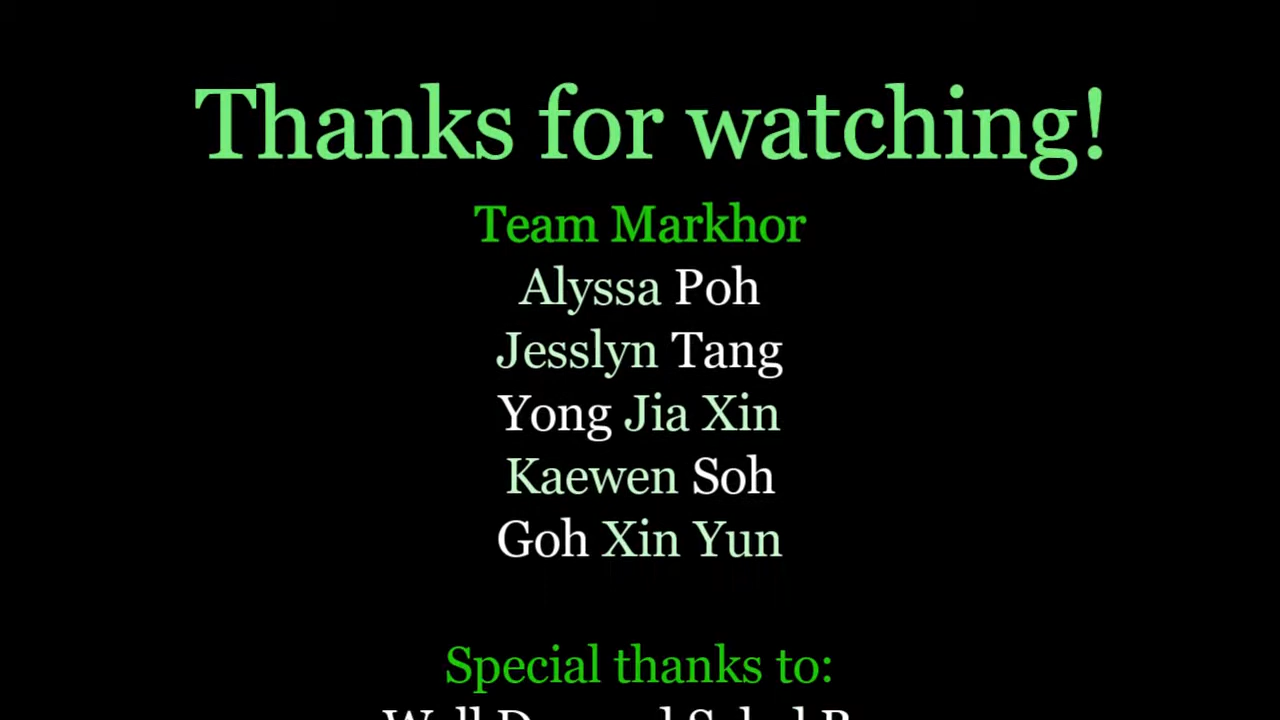 Thanks for watching!
Team Markhor
Alyssa Poh
Jesslyn Tang
Yong Jia Xin
Kaewen Soh
Goh Xin Yun
Special thanks to: